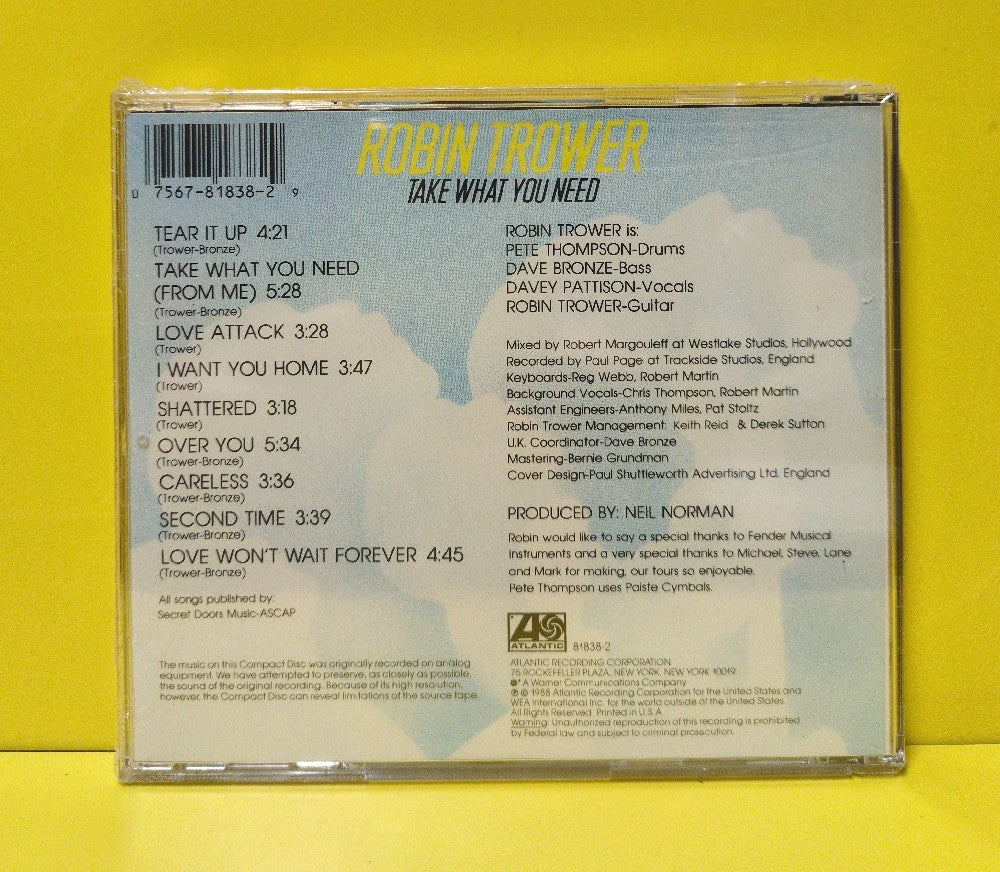 ROBIN TROWER
TAKE WHAT YOU NEED
0 7567-81838-2 9
TEAR IT UP 4:21
(Trower-Bronze)
TAKE WHAT YOU NEED
(FROM ME) 5:28
(Trower-Bronze)
LOVE ATTACK 3:28
(Trower)
I WANT YOU HOME 3:47
(Trower)
SHATTERED 3:18
(Trower)
OVER YOU 5:34
(Trower-Bronze)
CARELESS 3:36
(Trower-Bronze)
SECOND TIME 3:39
(Trower-Bronze)
LOVE WON'T WAIT FOREVER 4:45
(Trower-Bronze)
All songs published by:
Secret Doors Music-ASCAP
The music on this Compact Disc was originally recorded on analog
equipment. We have attempted to preserve, as closely as possible,
the sound of the original recording. Because of its high resolution,
however, the Compact Disc can reveal limitations of the source tape.
ROBIN TROWER is:
PETE THOMPSON-Drums
DAVE BRONZE-Bass
DAVEY PATTISON-Vocals
ROBIN TROWER-Guitar
Mixed by Robert Margouleff at Westlake Studios, Hollywood
Recorded by Paul Page at Trackside Studios, England
Keyboards-Reg Webb, Robert Martin
Background Vocals-Chris Thompson, Robert Martin
Assistant Engineers-Anthony Miles, Pat Stoltz
Robin Trower Management: Keith Reid & Derek Sutton
U.K. Coordinator-Dave Bronze
Mastering-Bernie Grundman
Cover Design-Paul Shuttleworth Advertising Ltd. England
PRODUCED BY: NEIL NORMAN
Robin would like to say a special thanks to Fender Musical
Instruments and a very special thanks to Michael, Steve, Lane
and Mark for making, our tours so enjoyable.
Pete Thompson uses Paiste Cymbals.
ATLANTIC 81838-2
ATLANTIC RECORDING CORPORATION
75 ROCKEFELLER PLAZA, NEW YORK, NEW YORK 10019
A Warner Communications Company
℗ © 1988 Atlantic Recording Corporation for the United States and
WEA International Inc. for the world outside of the United States.
All Rights Reserved. Printed in U.S.A.
Warning: Unauthorized reproduction of this recording is prohibited
by Federal law and subject to criminal prosecution.